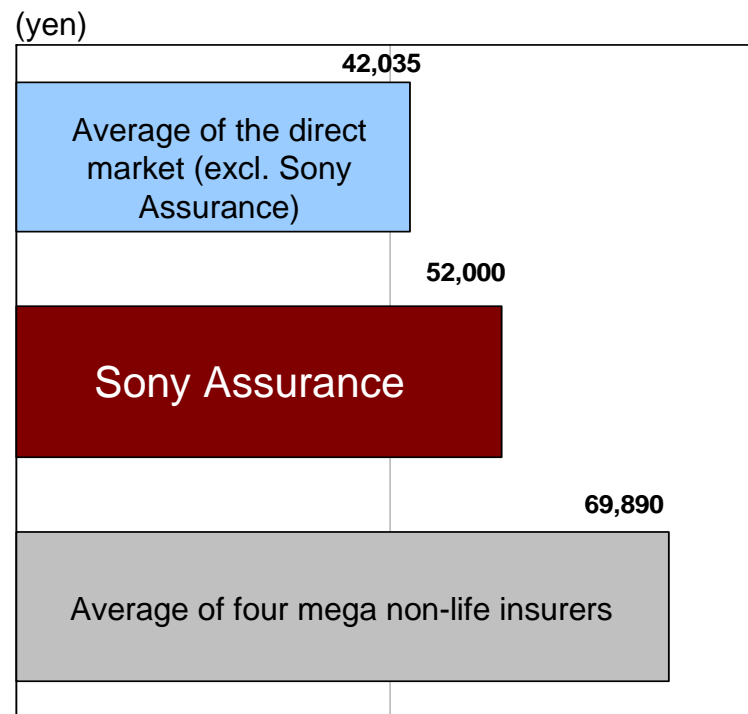 (yen)
42,035
Average of the direct
market (excl. Sony
Assurance)
52,000
Sony Assurance
69,890
Average of four mega non-life insurers